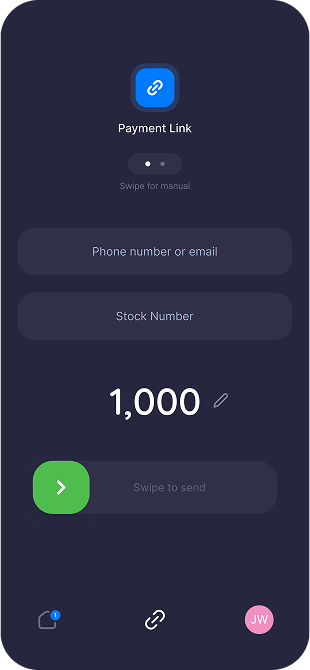 Payment Link
Swipe for manual
Phone number or email
Stock Number
1,000
Swipe to send
1
JW